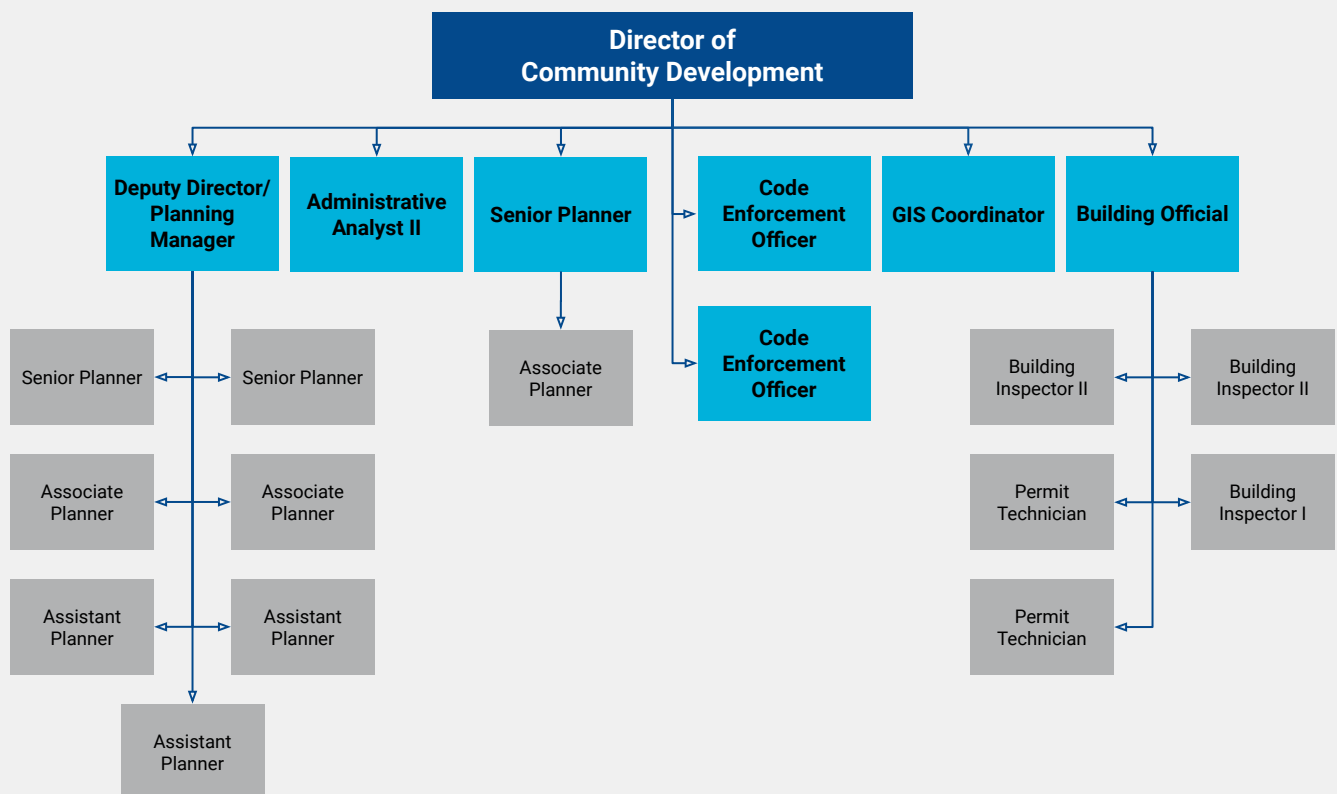 Director of
Community Development
Deputy Director/
Planning
Manager
Administrative
Analyst II
Senior Planner
Code
Enforcement
Officer
GIS Coordinator
Building Official
Code
Enforcement
Officer
Senior Planner
Senior Planner
Associate
Planner
Building
Inspector II
Building
Inspector II
Associate
Planner
Associate
Planner
Permit
Technician
Building
Inspector I
Assistant
Planner
Assistant
Planner
Permit
Technician
Assistant
Planner